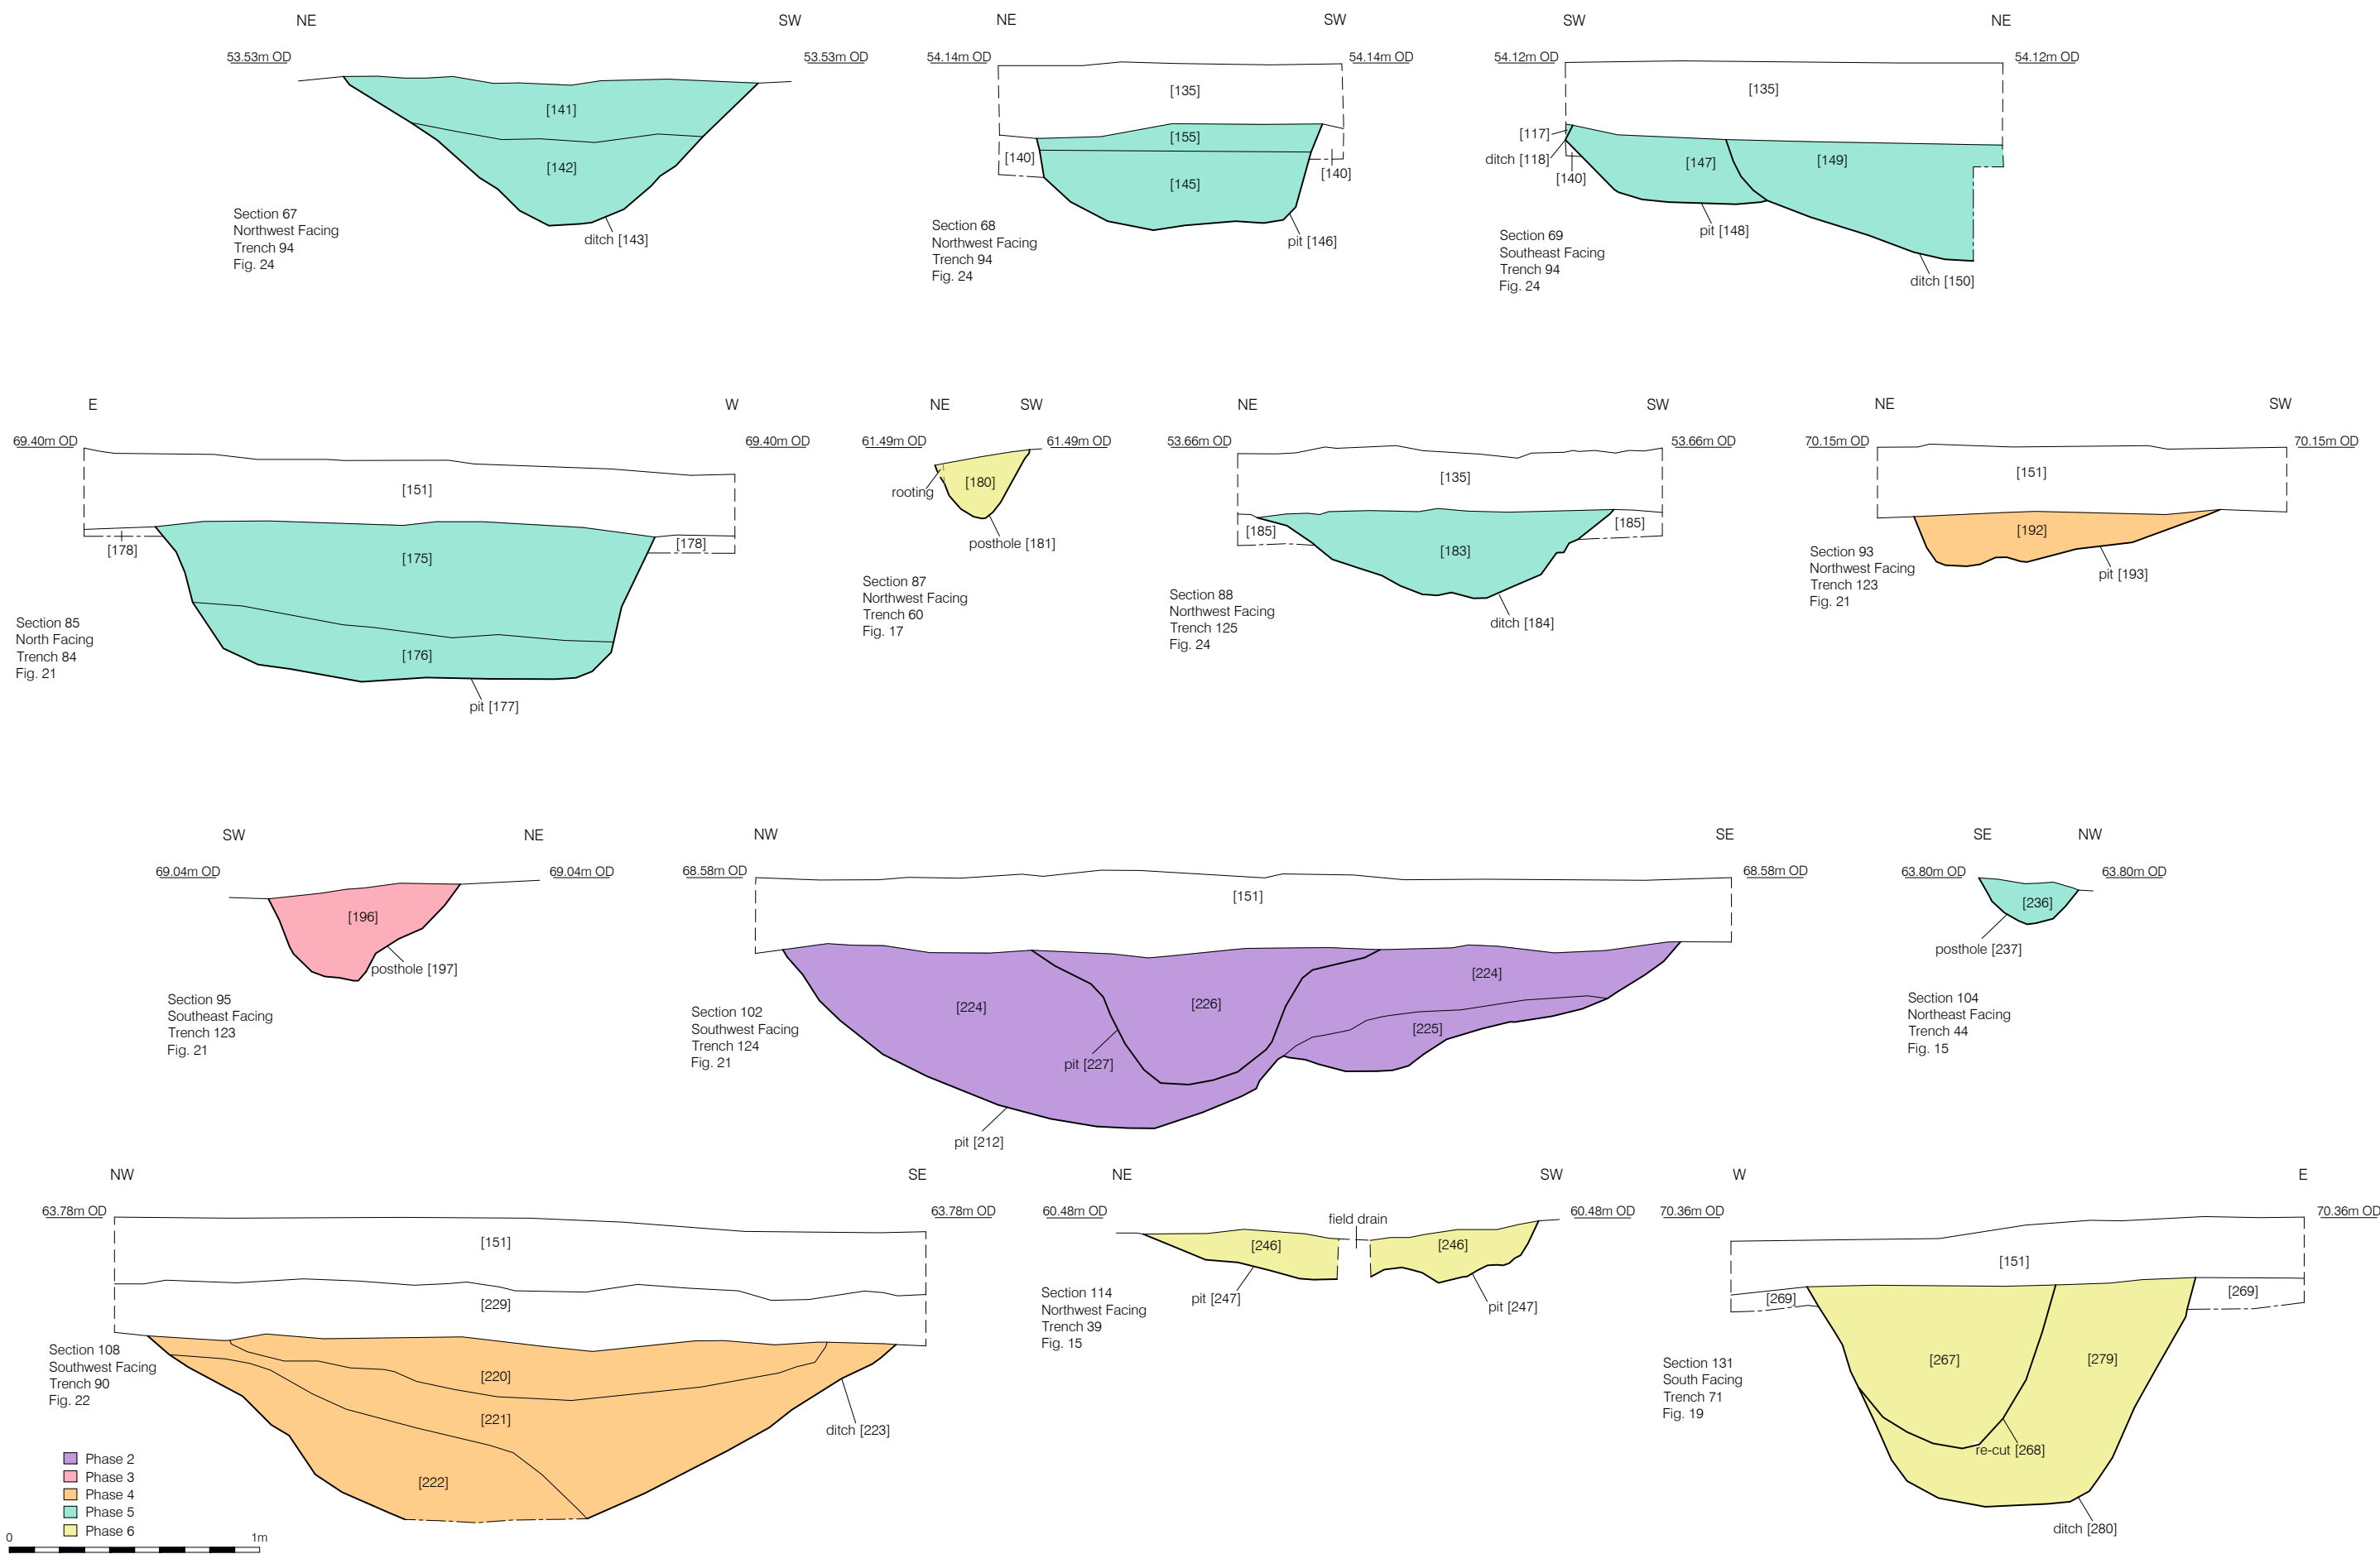 NE SW
53.53m OD 53.53m OD
[141]
[142]
ditch [143]
Section 67
Northwest Facing
Trench 94
Fig. 24
NE SW
54.14m OD 54.14m OD
[135]
[155]
[140]
[140]
[145]
pit [146]
Section 68
Northwest Facing
Trench 94
Fig. 24
SW NE
54.12m OD 54.12m OD
[135]
[117]
ditch [118]
[140]
[147]
[149]
pit [148]
ditch [150]
Section 69
Southeast Facing
Trench 94
Fig. 24
E W
69.40m OD 69.40m OD
[151]
[178]
[178]
[175]
[176]
pit [177]
Section 85
North Facing
Trench 84
Fig. 21
NE SW
61.49m OD 61.49m OD
rooting
[180]
posthole [181]
Section 87
Northwest Facing
Trench 60
Fig. 17
NE SW
53.66m OD 53.66m OD
[135]
[185]
[185]
[183]
ditch [184]
Section 88
Northwest Facing
Trench 125
Fig. 24
NE SW
70.15m OD 70.15m OD
[151]
[192]
pit [193]
Section 93
Northwest Facing
Trench 123
Fig. 21
SW NE
69.04m OD 69.04m OD
[196]
posthole [197]
Section 95
Southeast Facing
Trench 123
Fig. 21
NW SE
68.58m OD 68.58m OD
[151]
[224]
[226]
[224]
[225]
pit [227]
pit [212]
Section 102
Southwest Facing
Trench 124
Fig. 21
SE NW
63.80m OD 63.80m OD
[236]
posthole [237]
Section 104
Northeast Facing
Trench 44
Fig. 15
NW SE
63.78m OD 63.78m OD
[151]
[229]
[220]
[221]
[222]
ditch [223]
Section 108
Southwest Facing
Trench 90
Fig. 22
NE SW
60.48m OD 60.48m OD
field drain
[246]
[246]
pit [247]
pit [247]
Section 114
Northwest Facing
Trench 39
Fig. 15
W E
70.36m OD 70.36m OD
[151]
[269]
[269]
[267]
[279]
re-cut [268]
ditch [280]
Section 131
South Facing
Trench 71
Fig. 19
Phase 2
Phase 3
Phase 4
Phase 5
Phase 6
0 1m